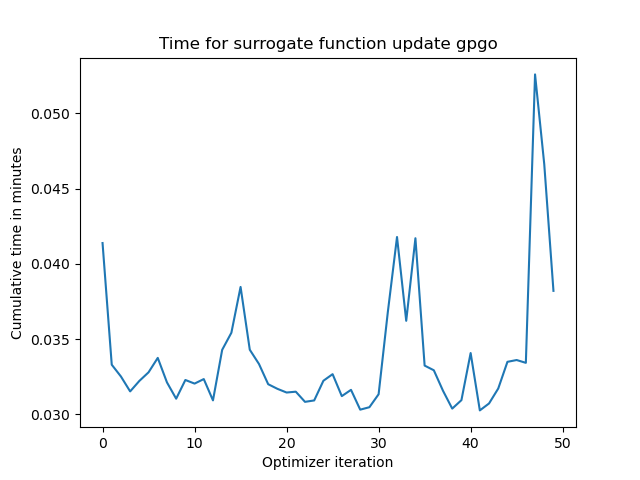 Time for surrogate function update gpgo
Cumulative time in minutes
0.050
0.045
0.040
0.035
0.030
0 10 20 30 40 50
Optimizer iteration